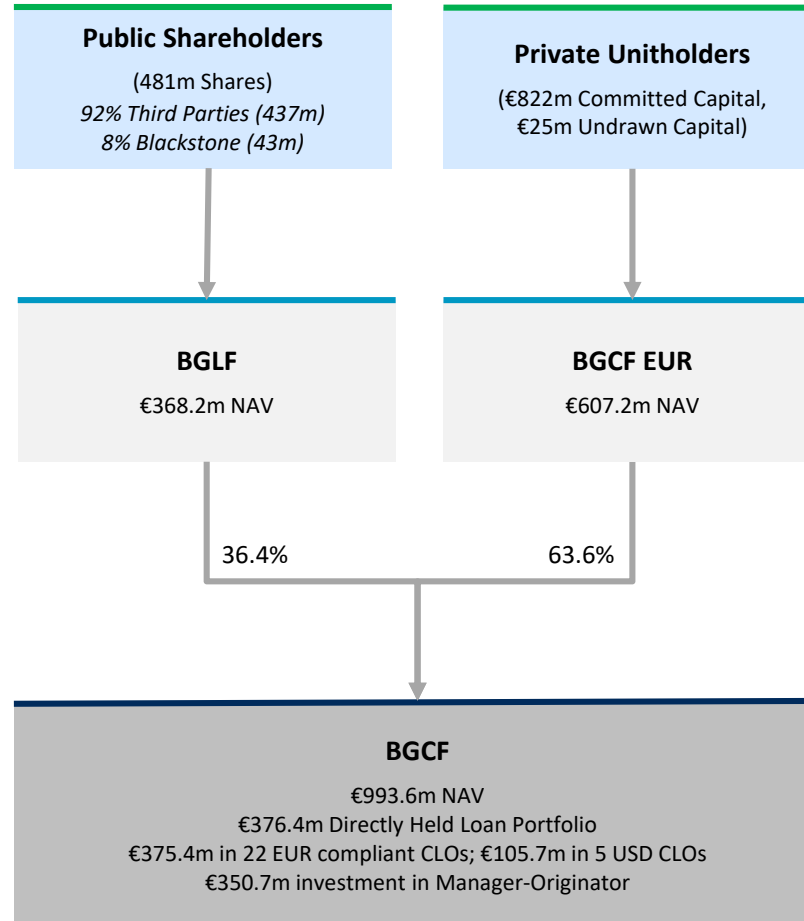 Public Shareholders
(481m Shares)
92% Third Parties (437m)
8% Blackstone (43m)
Private Unitholders
(€822m Committed Capital,
€25m Undrawn Capital)
BGLF
€368.2m NAV
BGCF EUR
€607.2m NAV
36.4%
63.6%
BGCF
€993.6m NAV
€376.4m Directly Held Loan Portfolio
€375.4m in 22 EUR compliant CLOs; €105.7m in 5 USD CLOs
€350.7m investment in Manager-Originator